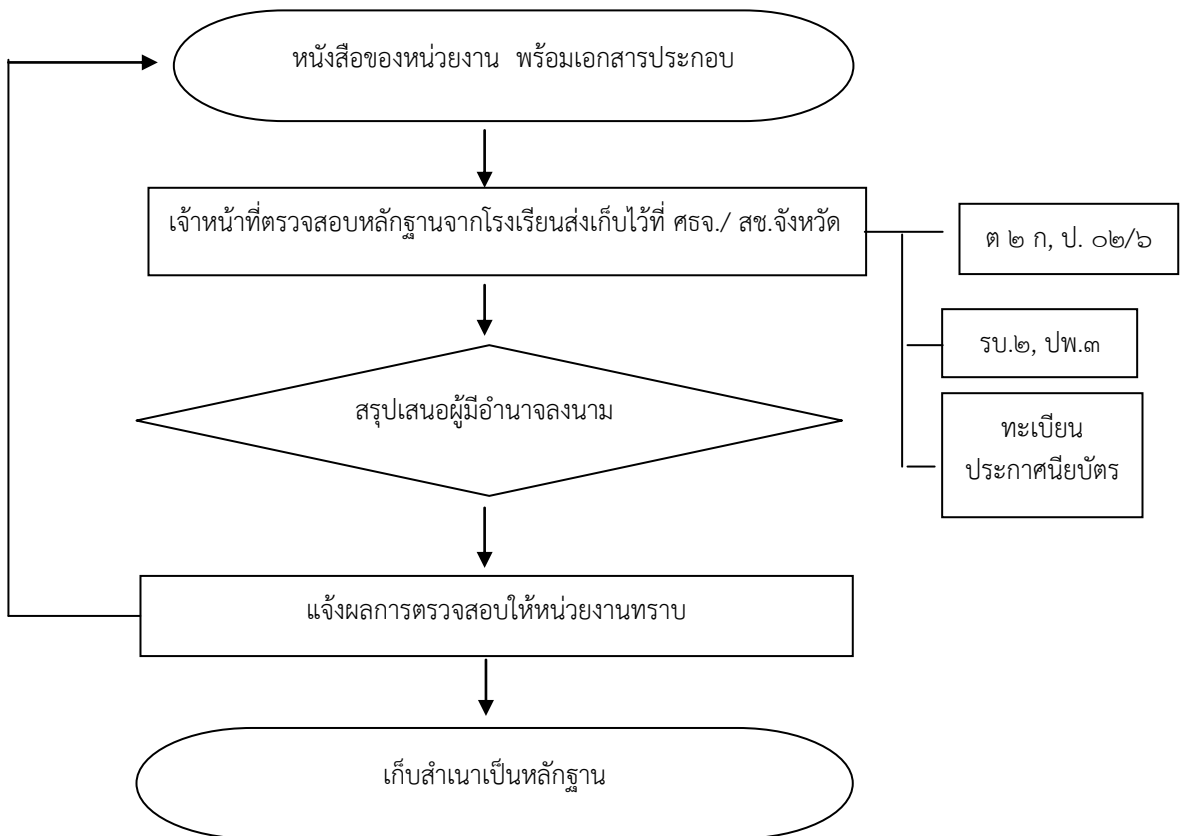 หนังสือของหน่วยงาน พร้อมเอกสารประกอบ
เจ้าหน้าที่ตรวจสอบหลักฐานจากโรงเรียนส่งเก็บไว้ที่ ศธจ./ สช.จังหวัด
ต ๒ ก, ป. ๐๒/๖
รบ.๒, ปพ.๓
ทะเบียน
ประกาศนียบัตร
สรุปเสนอผู้มีอำนาจลงนาม
แจ้งผลการตรวจสอบให้หน่วยงานทราบ
เก็บสำเนาเป็นหลักฐาน